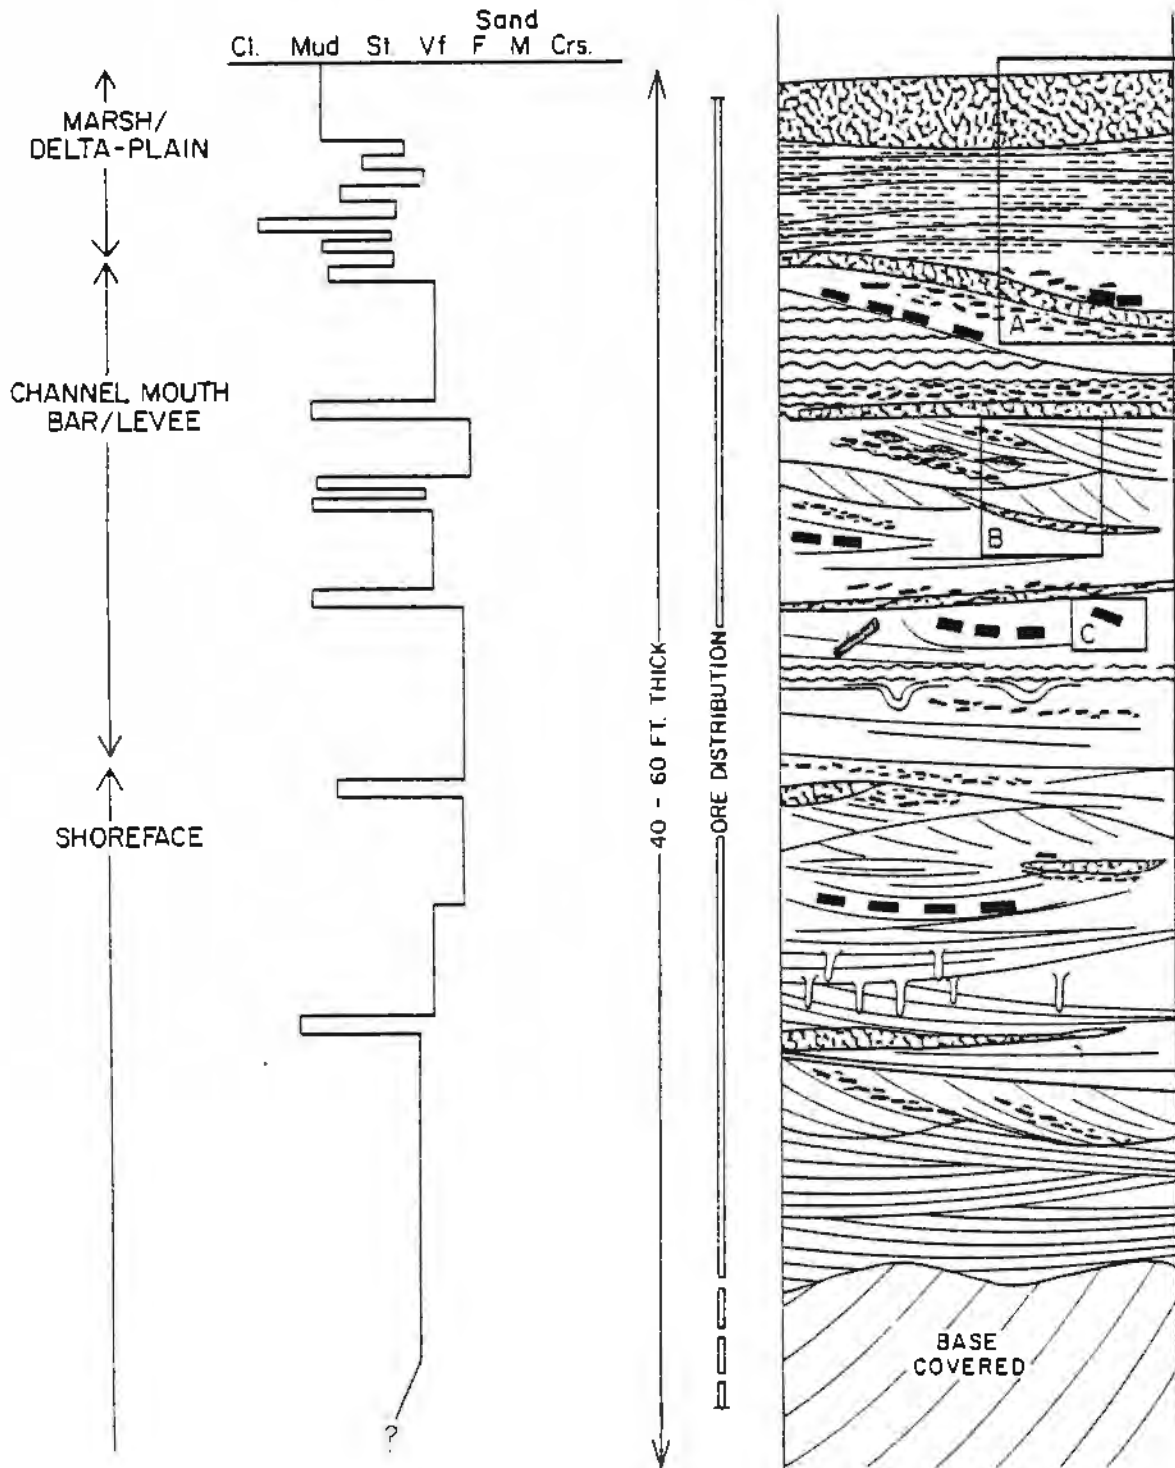 Sand
Cl. Mud St. Vf F M Crs.
MARSH/
DELTA-PLAIN
CHANNEL MOUTH
BAR/LEVEE
SHOREFACE
?
40 - 60 FT. THICK
ORE DISTRIBUTION
A
B
C
BASE
COVERED